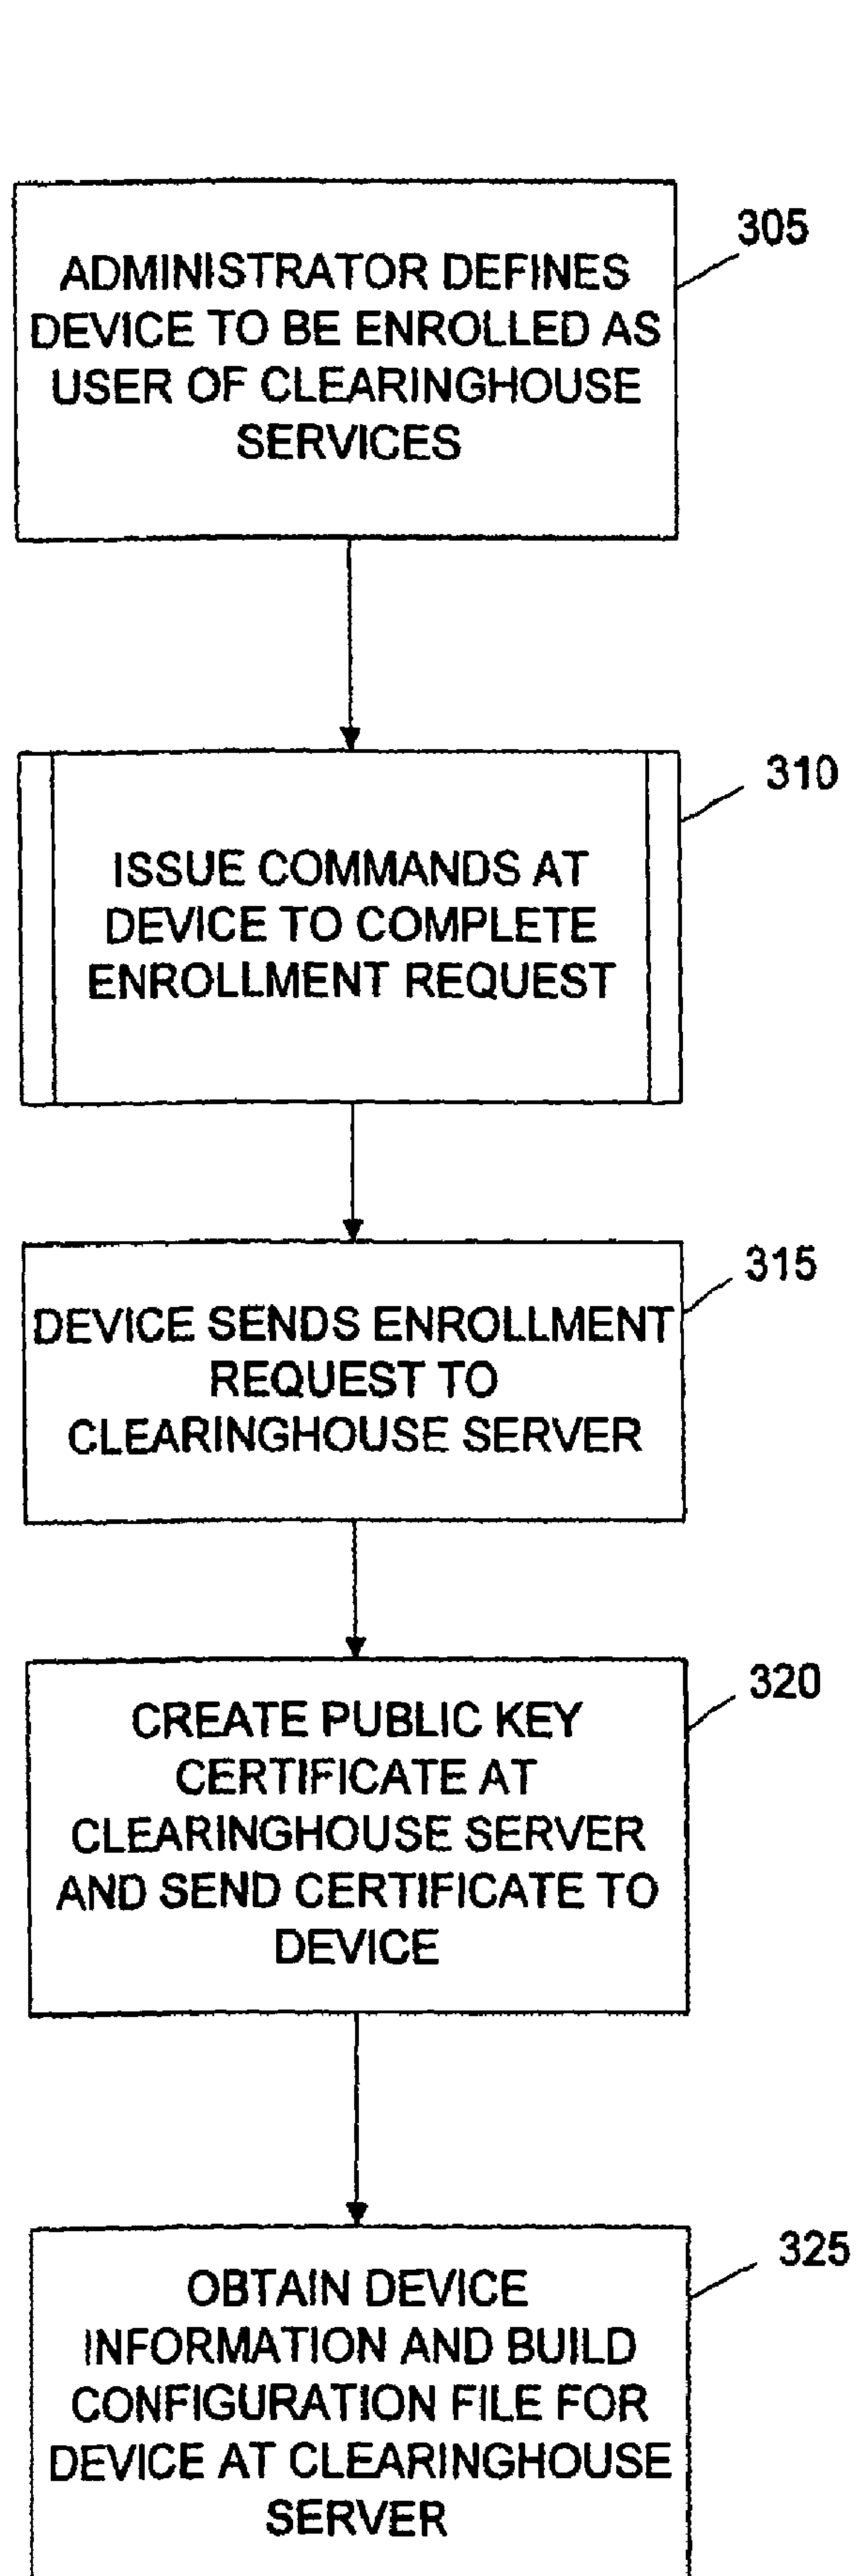 305
ADMINISTRATOR DEFINES
DEVICE TO BE ENROLLED AS
USER OF CLEARINGHOUSE
SERVICES
310
ISSUE COMMANDS AT
DEVICE TO COMPLETE
ENROLLMENT REQUEST
315
DEVICE SENDS ENROLLMENT
REQUEST TO
CLEARINGHOUSE SERVER
320
CREATE PUBLIC KEY
CERTIFICATE AT
CLEARINGHOUSE SERVER
AND SEND CERTIFICATE TO
DEVICE
325
OBTAIN DEVICE
INFORMATION AND BUILD
CONFIGURATION FILE FOR
DEVICE AT CLEARINGHOUSE
SERVER